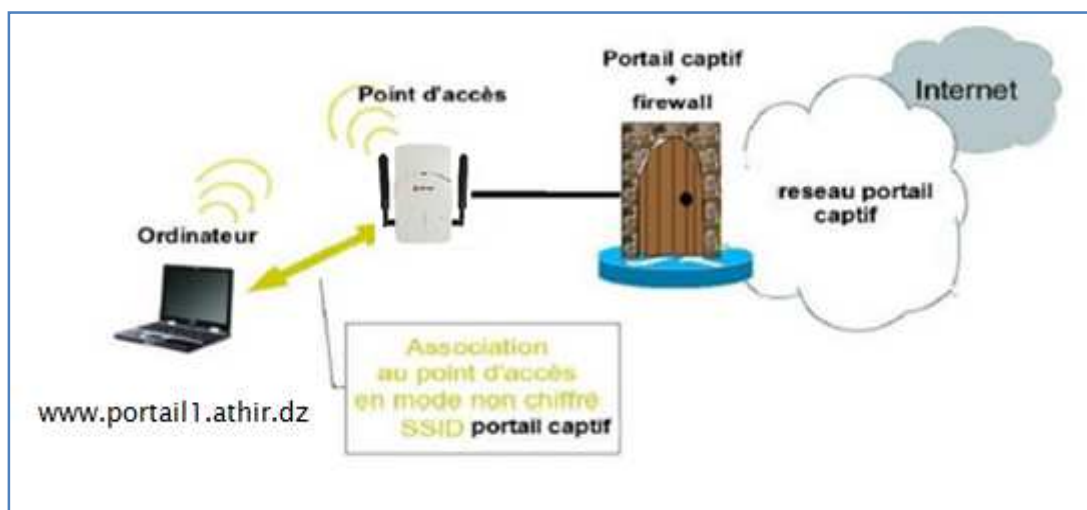 Portail captif
+
firewall
Internet
Point d'accès
reseau portail
captif
Ordinateur
Association
au point d'accès
en mode non chiffré
SSID portail captif
www.portail1.athir.dz